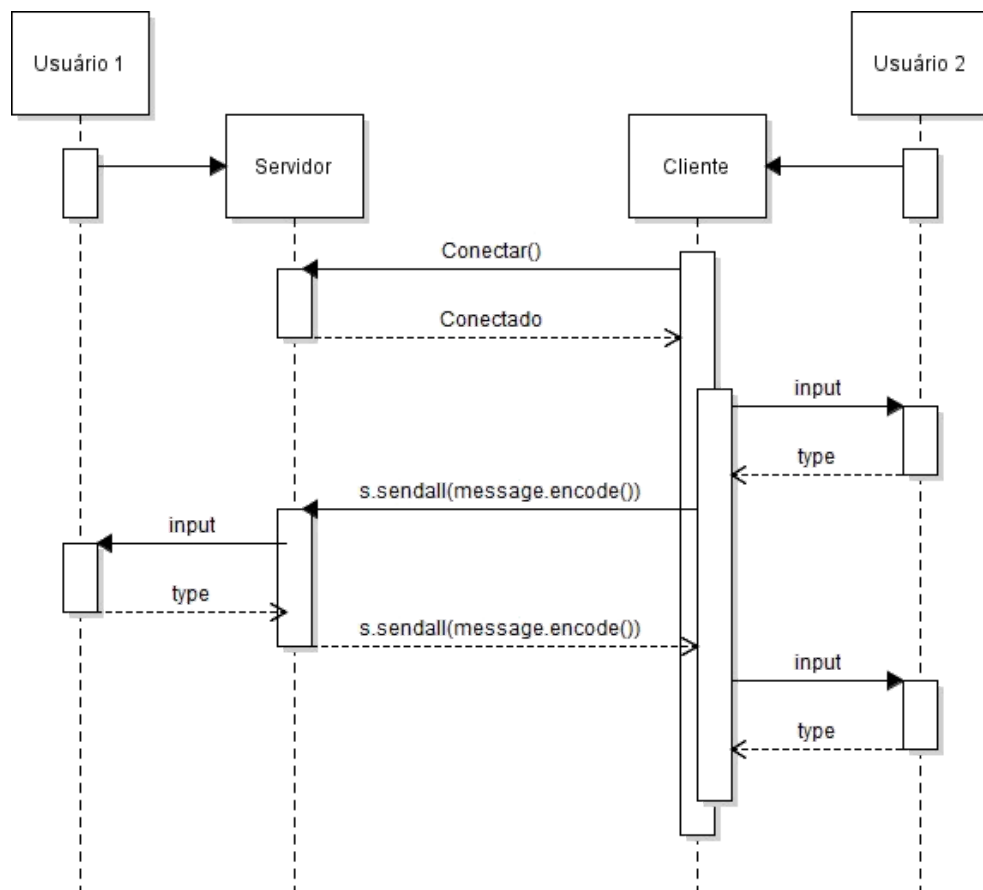 Usuário 1
Usuário 2
Servidor
Cliente
Conectar()
Conectado
input
type
s.sendall(message.encode())
input
type
s.sendall(message.encode())
input
type